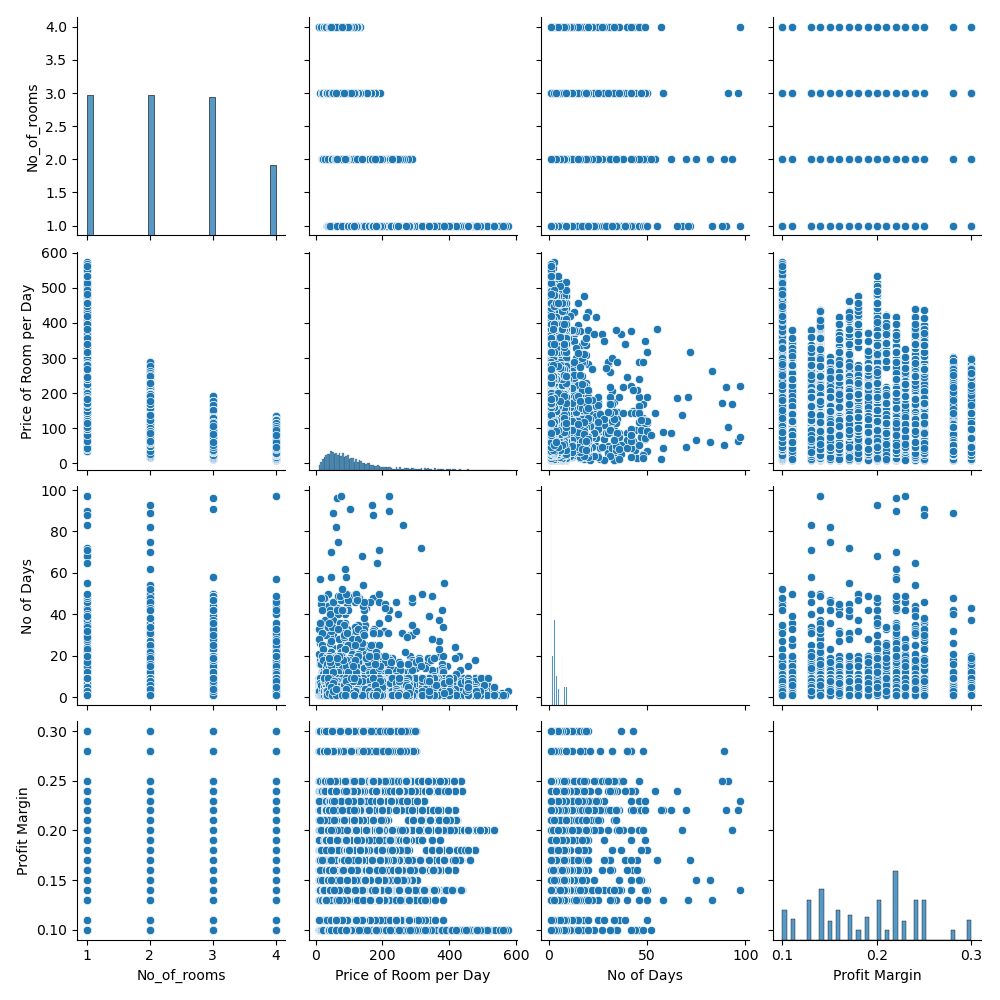 4.0
3.5
3.0
2.5
2.0
1.5
1.0
No_of_rooms
600
500
400
300
200
100
0
Price of Room per Day
100
80
60
40
20
0
No of Days
0.30
0.25
0.20
0.15
0.10
Profit Margin
1 2 3 4
No_of_rooms
0 200 400 600
Price of Room per Day
0 50 100
No of Days
0.1 0.2 0.3
Profit Margin